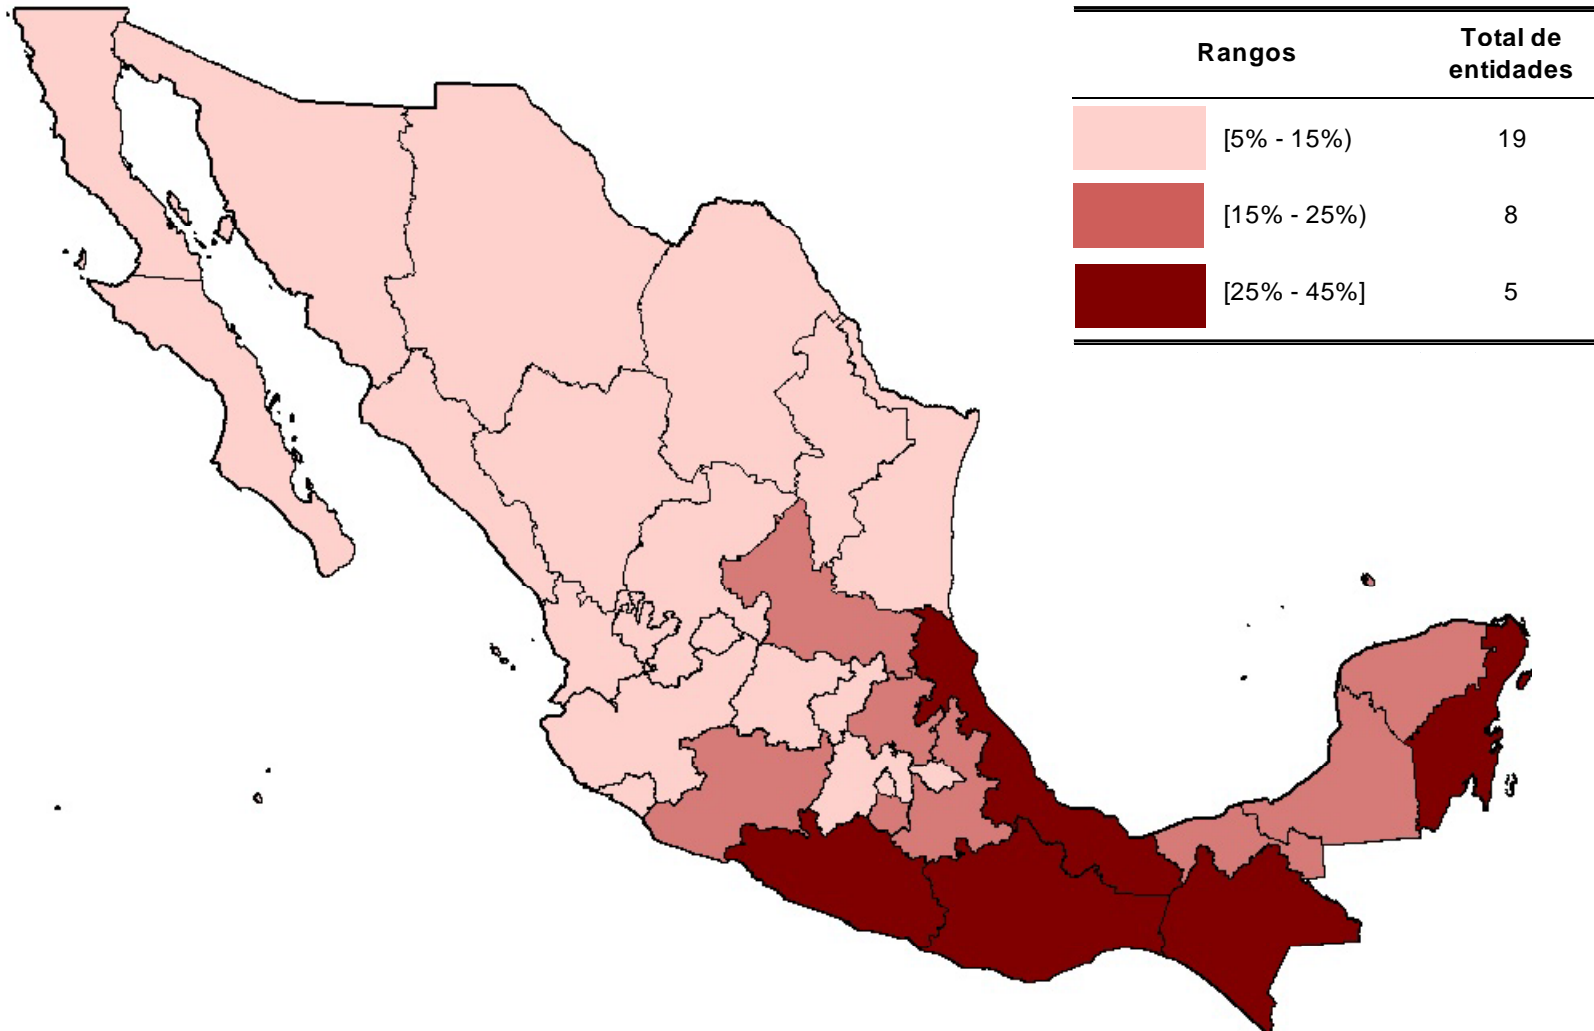 Rangos
Total de
entidades
[5% - 15%) 19
[15% - 25%) 8
[25% - 45%] 5